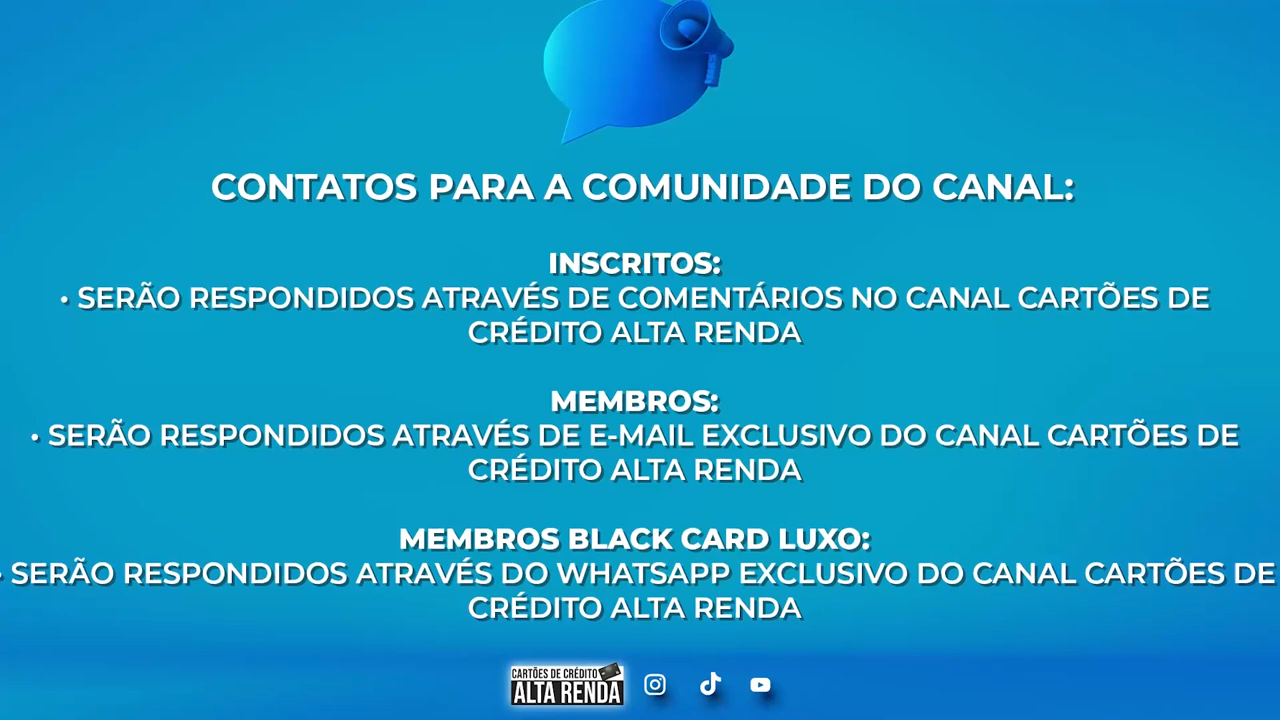 CONTATOS PARA A COMUNIDADE DO CANAL:
INSCRITOS:
• SERÃO RESPONDIDOS ATRAVÉS DE COMENTÁRIOS NO CANAL CARTÕES DE
CRÉDITO ALTA RENDA
MEMBROS:
• SERÃO RESPONDIDOS ATRAVÉS DE E-MAIL EXCLUSIVO DO CANAL CARTÕES DE
CRÉDITO ALTA RENDA
MEMBROS BLACK CARD LUXO:
• SERÃO RESPONDIDOS ATRAVÉS DO WHATSAPP EXCLUSIVO DO CANAL CARTÕES DE
CRÉDITO ALTA RENDA
CARTÕES DE CRÉDITO
ALTA RENDA